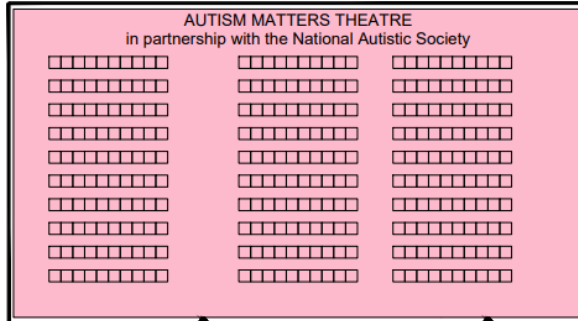 AUTISM MATTERS THEATRE
in partnership with the National Autistic Society